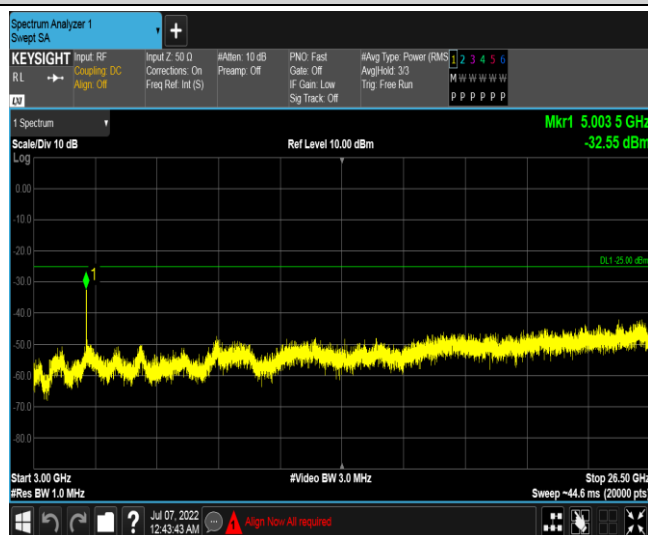 Spectrum Analyzer 1
Swept SA
+
KEYSIGHT
RL
LXI
Input: RF
Coupling: DC
Align: Off
Input Z: 50 Ω
Corrections: On
Freq Ref: Int (S)
#Atten: 10 dB
Preamp: Off
PNO: Fast
Gate: Off
IF Gain: Low
Sig Track: Off
#Avg Type: Power (RMS
Avg|Hold: 3/3
Trig: Free Run
1 2 3 4 5 6
M W W W W W
P P P P P P
1 Spectrum
Mkr1 5.003 5 GHz
-32.55 dBm
Scale/Div 10 dB
Ref Level 10.00 dBm
Log
0.00
-10.0
-20.0
DL1 -25.00 dBm
1
-30.0
-40.0
-50.0
-60.0
-70.0
-80.0
Start 3.00 GHz
#Video BW 3.0 MHz
Stop 26.50 GHz
#Res BW 1.0 MHz
Sweep ~44.6 ms (20000 pts)
?
Jul 07, 2022
12:43:43 AM
Align Now All required